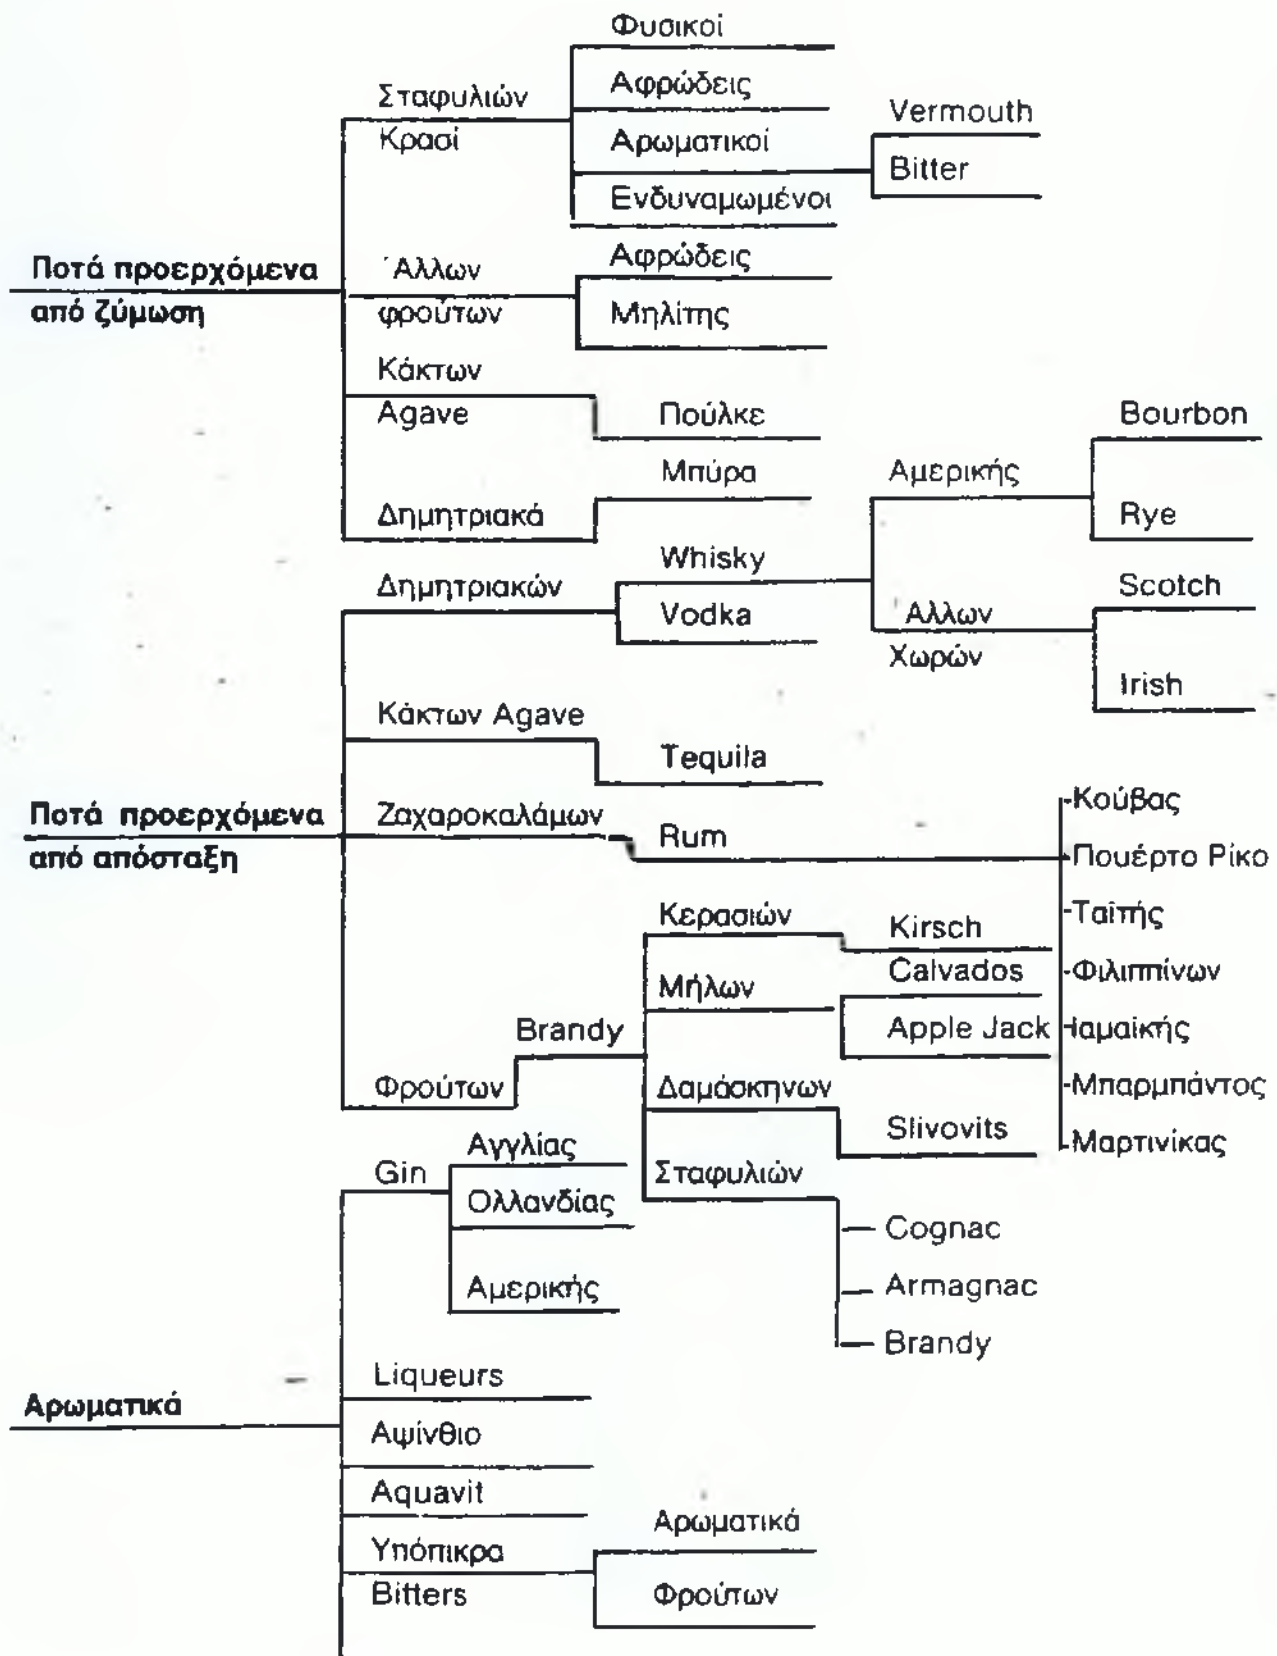 Φυσικοί
Σταφυλιών
Κρασί
Αφρώδεις
Αρωματικοί
Ενδυναμωμένοι
Vermouth
Bitter
Ποτά προερχόμενα
από ζύμωση
Άλλων
φρούτων
Αφρώδεις
Μηλίτης
Κάκτων
Agave
Πούλκε
Δημητριακά
Μπύρα
Δημητριακών
Whisky
Vodka
Αμερικής
Bourbon
Rye
Άλλων
Χωρών
Scotch
Irish
Κάκτων Agave
Tequila
Ποτά προερχόμενα
από απόσταξη
Ζαχαροκαλάμων
Rum
-Κούβας
-Πουέρτο Ρίκο
-Ταϊτής
-Φιλιππίνων
-Ιαμαϊκής
-Μπαρμπάντος
-Μαρτινίκας
Φρούτων
Brandy
Κερασιών
Kirsch
Μήλων
Calvados
Apple Jack
Δαμάσκηνων
Slivovits
Σταφυλιών
Cognac
Armagnac
Brandy
Αρωματικά
Gin
Αγγλίας
Ολλανδίας
Αμερικής
Liqueurs
Αψίνθιο
Aquavit
Υπόπικρα
Bitters
Αρωματικά
Φρούτων